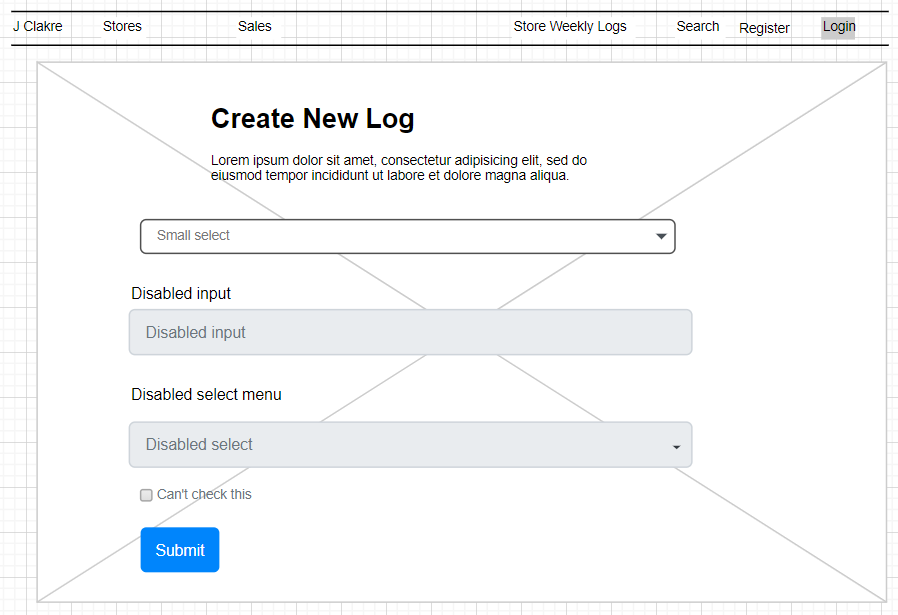 J Clakre Stores Sales Store Weekly Logs Search Register Login
Create New Log
Lorem ipsum dolor sit amet, consectetur adipisicing elit, sed do
eiusmod tempor incididunt ut labore et dolore magna aliqua.
Small select
Disabled input
Disabled input
Disabled select menu
Disabled select
Can't check this
Submit